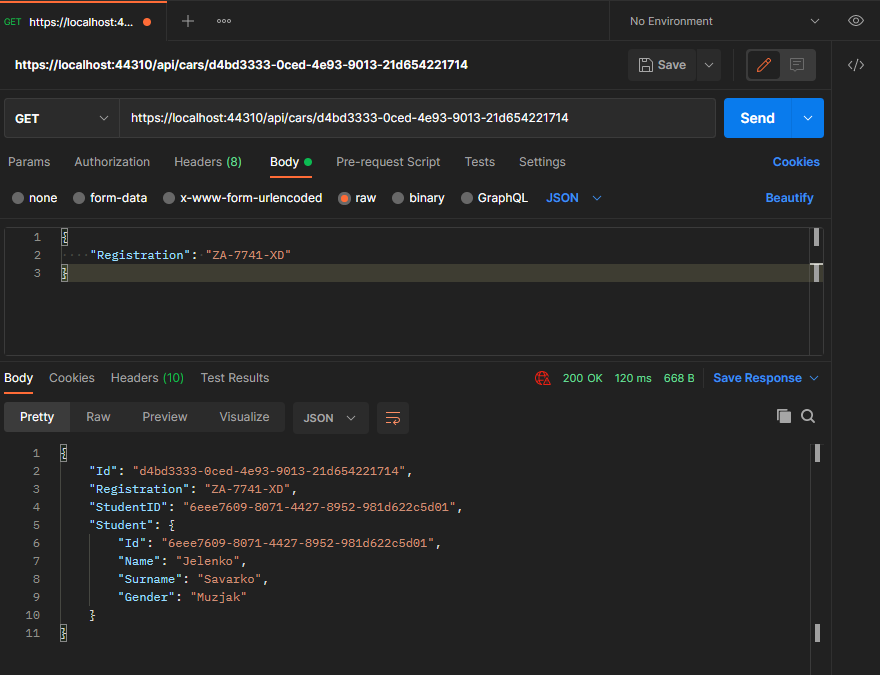 GET https://localhost:4... No Environment
https://localhost:44310/api/cars/d4bd3333-0ced-4e93-9013-21d654221714 Save
GET https://localhost:44310/api/cars/d4bd3333-0ced-4e93-9013-21d654221714 Send
Params Authorization Headers (8) Body Pre-request Script Tests Settings Cookies
none form-data x-www-form-urlencoded raw binary GraphQL JSON Beautify
1 {
2 "Registration": "ZA-7741-XD"
3 }
Body Cookies Headers (10) Test Results 200 OK 120 ms 668 B Save Response
Pretty Raw Preview Visualize JSON
1 {
2 "Id": "d4bd3333-0ced-4e93-9013-21d654221714",
3 "Registration": "ZA-7741-XD",
4 "StudentID": "6eee7609-8071-4427-8952-981d622c5d01",
5 "Student": {
6 "Id": "6eee7609-8071-4427-8952-981d622c5d01",
7 "Name": "Jelenko",
8 "Surname": "Savarko",
9 "Gender": "Muzjak"
10 }
11 }